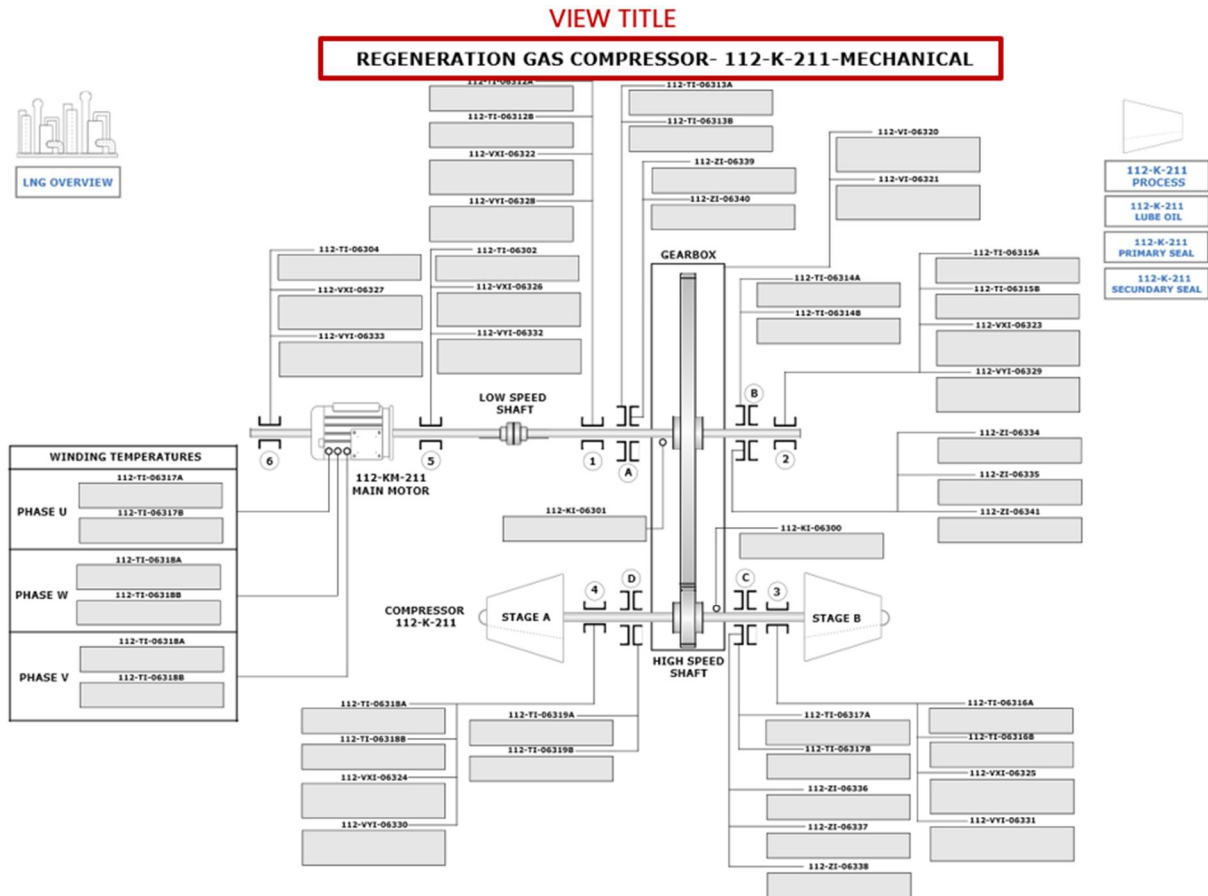 VIEW TITLE
REGENERATION GAS COMPRESSOR- 112-K-211-MECHANICAL
LNG OVERVIEW
112-K-211
PROCESS
112-K-211
LUBE OIL
112-K-211
PRIMARY SEAL
112-K-211
SECUNDARY SEAL
112-TI-06312A
112-TI-06312B
112-VXI-06322
112-VYI-06328
112-TI-06313A
112-TI-06313B
112-ZI-06339
112-ZI-06340
112-VI-06320
112-VI-06321
112-TI-06304
112-VXI-06327
112-VYI-06333
112-TI-06302
112-VXI-06326
112-VYI-06332
GEARBOX
112-TI-06314A
112-TI-06314B
112-TI-06315A
112-TI-06315B
112-VXI-06323
112-VYI-06329
LOW SPEED
SHAFT
B
6
5
1
A
2
112-KM-211
MAIN MOTOR
112-ZI-06334
112-ZI-06335
112-ZI-06341
WINDING TEMPERATURES
PHASE U
112-TI-06317A
112-TI-06317B
PHASE W
112-TI-06318A
112-TI-06318B
PHASE V
112-TI-06318A
112-TI-06318B
112-KI-06301
112-KI-06300
COMPRESSOR
112-K-211
STAGE A
4
D
C
3
STAGE B
HIGH SPEED
SHAFT
112-TI-06318A
112-TI-06318B
112-VXI-06324
112-VYI-06330
112-TI-06319A
112-TI-06319B
112-TI-06317A
112-TI-06317B
112-ZI-06336
112-ZI-06337
112-ZI-06338
112-TI-06316A
112-TI-06316B
112-VXI-06325
112-VYI-06331